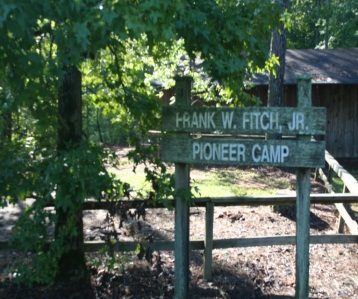 FRANK W. FITCH, JR.
PIONEER CAMP